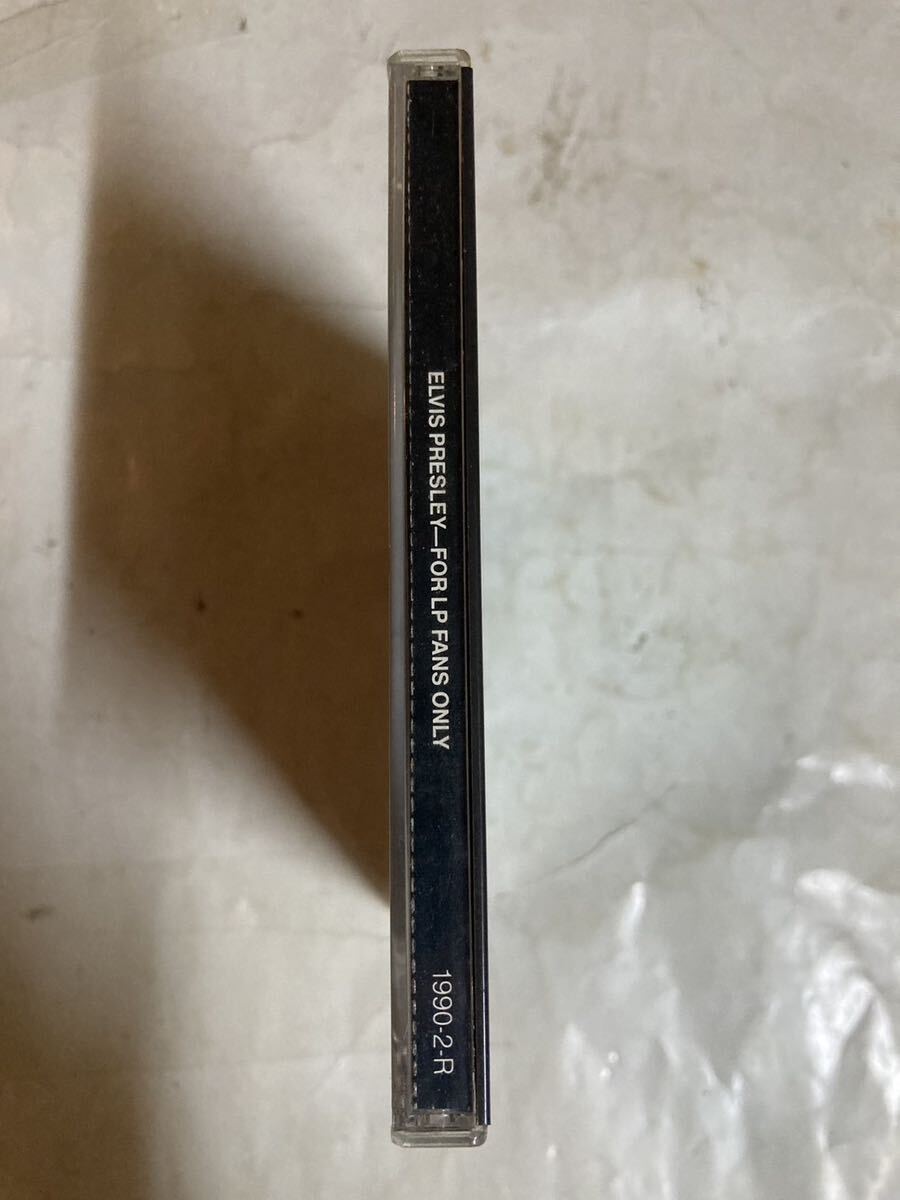 ELVIS PRESLEY—FOR LP FANS ONLY
1990-2-R